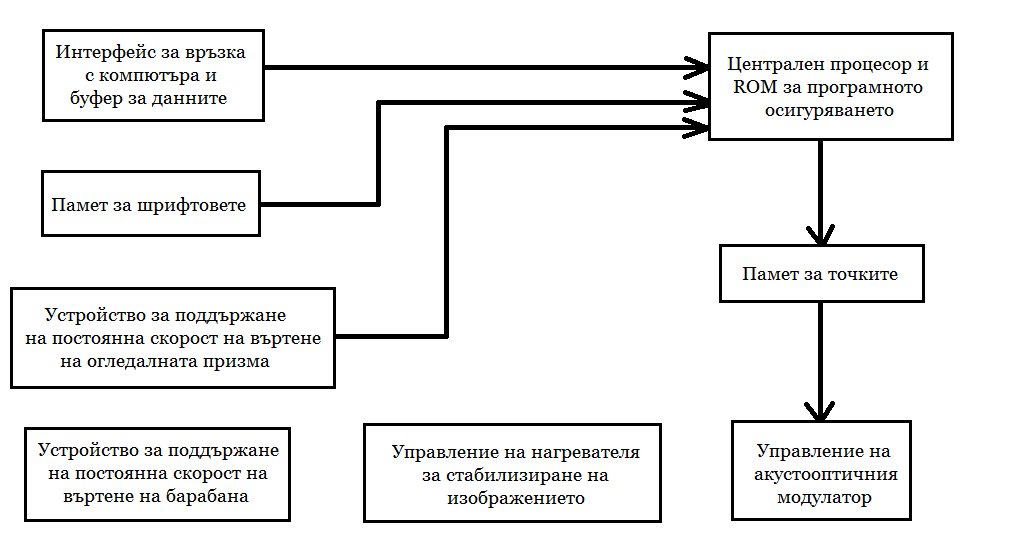 Интерфейс за връзка
с компютъра и
буфер за данните
Централен процесор и
ROM за програмното
осигуряването
Памет за шрифтовете
Памет за точките
Устройство за поддържане
на постоянна скорост на въртене
на огледалната призма
Устройство за поддържане
на постоянна скорост на
въртене на барабана
Управление на нагревателя
за стабилизиране на
изображението
Управление на
акустооптичния
модулатор